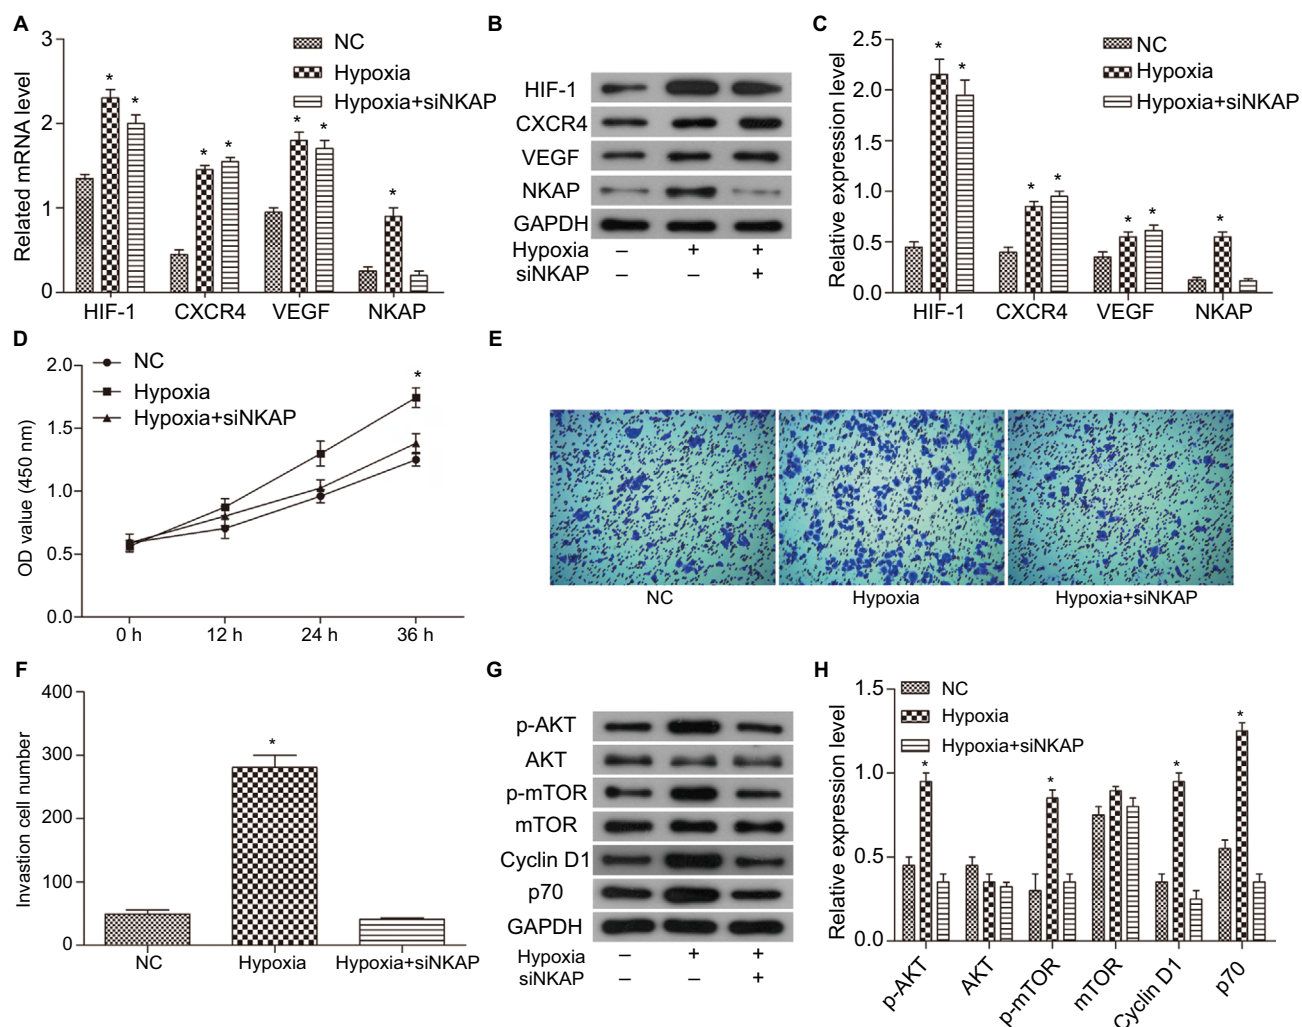 A
Related mRNA level
3
2
1
0
NC
Hypoxia
Hypoxia+siNKAP
* * * * * * *
HIF-1 CXCR4 VEGF NKAP
B
HIF-1
CXCR4
VEGF
NKAP
GAPDH
Hypoxia – + +
siNKAP – – +
C
Relative expression level
2.5
2.0
1.5
1.0
0.5
0.0
NC
Hypoxia
Hypoxia+siNKAP
* * * * * * *
HIF-1 CXCR4 VEGF NKAP
D
OD value (450 nm)
2.0
1.5
1.0
0.5
0.0
NC
Hypoxia
Hypoxia+siNKAP
*
0 h 12 h 24 h 36 h
E
NC Hypoxia Hypoxia+siNKAP
F
Invastion cell number
400
300
200
100
0
*
NC Hypoxia Hypoxia+siNKAP
G
p-AKT
AKT
p-mTOR
mTOR
Cyclin D1
p70
GAPDH
Hypoxia – + +
siNKAP – – +
H
Relative expression level
1.5
1.0
0.5
0.0
NC
Hypoxia
Hypoxia+siNKAP
* * * *
p-AKT AKT p-mTOR mTOR Cyclin D1 p70